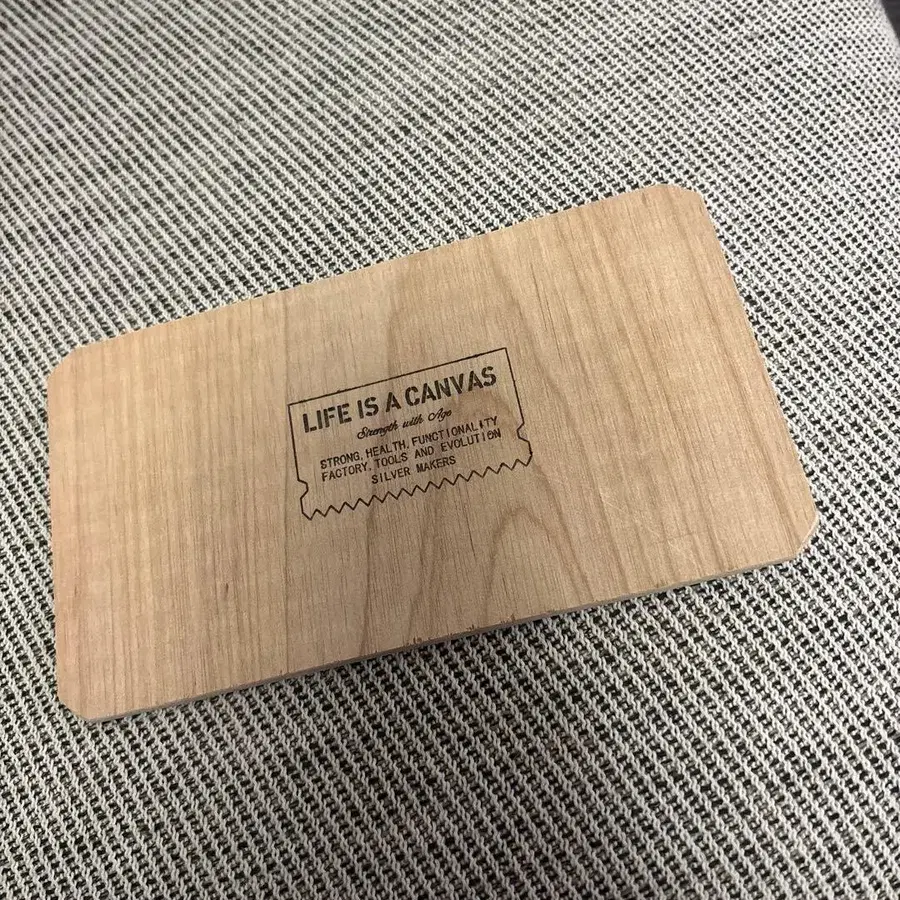 LIFE IS A CANVAS
Strength with Age
STRONG, HEALTH, FUNCTIONALITY
FACTORY, TOOLS AND EVOLUTION
SILVER MAKERS